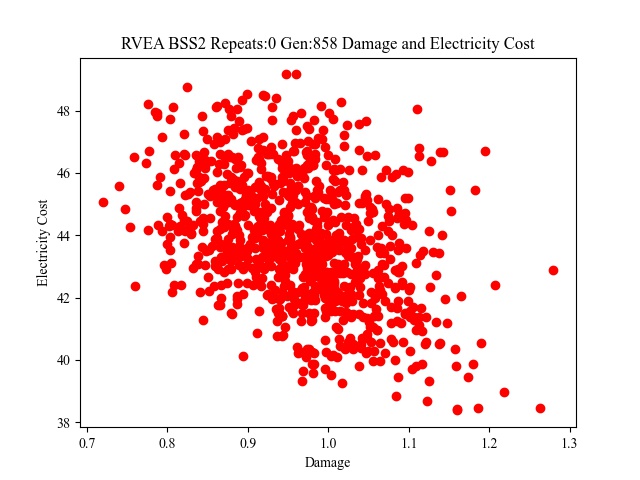 RVEA BSS2 Repeats:0 Gen:858 Damage and Electricity Cost
48
46
44
42
40
38
Electricity Cost
0.7 0.8 0.9 1.0 1.1 1.2 1.3
Damage